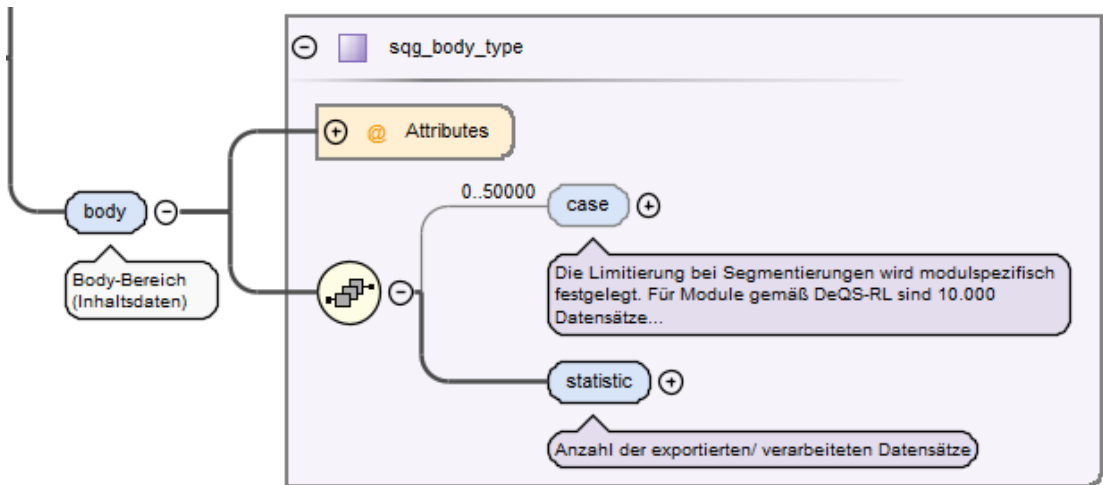 sqg_body_type
@ Attributes
0..50000
case
body
Body-Bereich
(Inhaltsdaten)
Die Limitierung bei Segmentierungen wird modulspezifisch
festgelegt. Für Module gemäß DeQS-RL sind 10.000
Datensätze...
statistic
Anzahl der exportierten/ verarbeiteten Datensätze